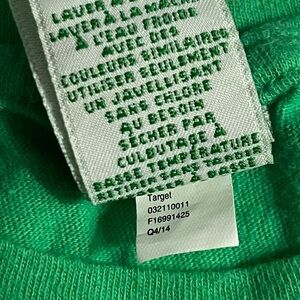 LAVER À LA MAIN
À L'EAU FROIDE
AVEC DES
COULEURS SIMILAIRES
UTILISER SEULEMENT
UN JAVELLISANT
SANS CHLORE
AU BESOIN
SÉCHER PAR
CULBUTAGE À
BASSE TEMPÉRATURE
Target
032110011
F16991425
Q4/14